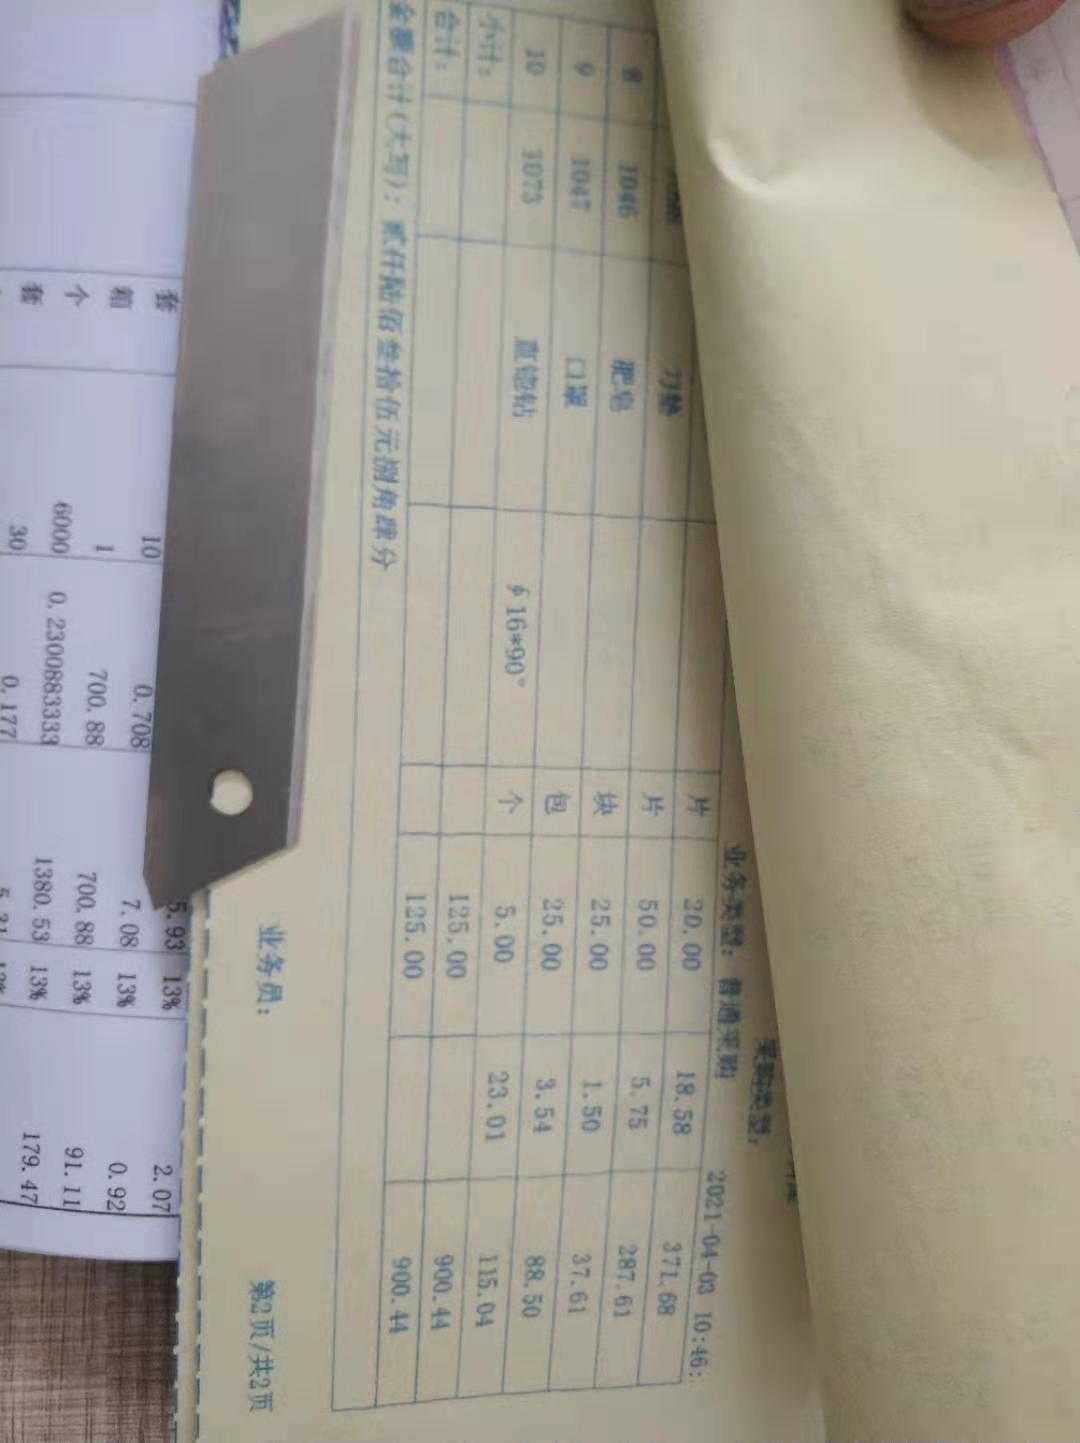 采购类型:
业务类型: 普通采购 2021-04-03 10:46:
片 20.00 18.58 371.68
刀垫 片 50.00 5.75 287.61
8 1046 肥皂 块 25.00 1.50 37.61
9 1047 口罩 包 25.00 3.54 88.50
10 1073 直锪钻 ∮16*90° 个 5.00 23.01 115.04
小计: 125.00 900.44
合计: 125.00 900.44
金额合计(大写): 贰仟陆佰叁拾伍元捌角肆分
业务员: 第2页/共2页
套 5.93 13% 2.07
箱 10 0.708 7.08 13% 0.92
个 1 700.88 700.88 13% 91.11
套 6000 0.2300883333 1380.53 13% 179.47
30 0.177